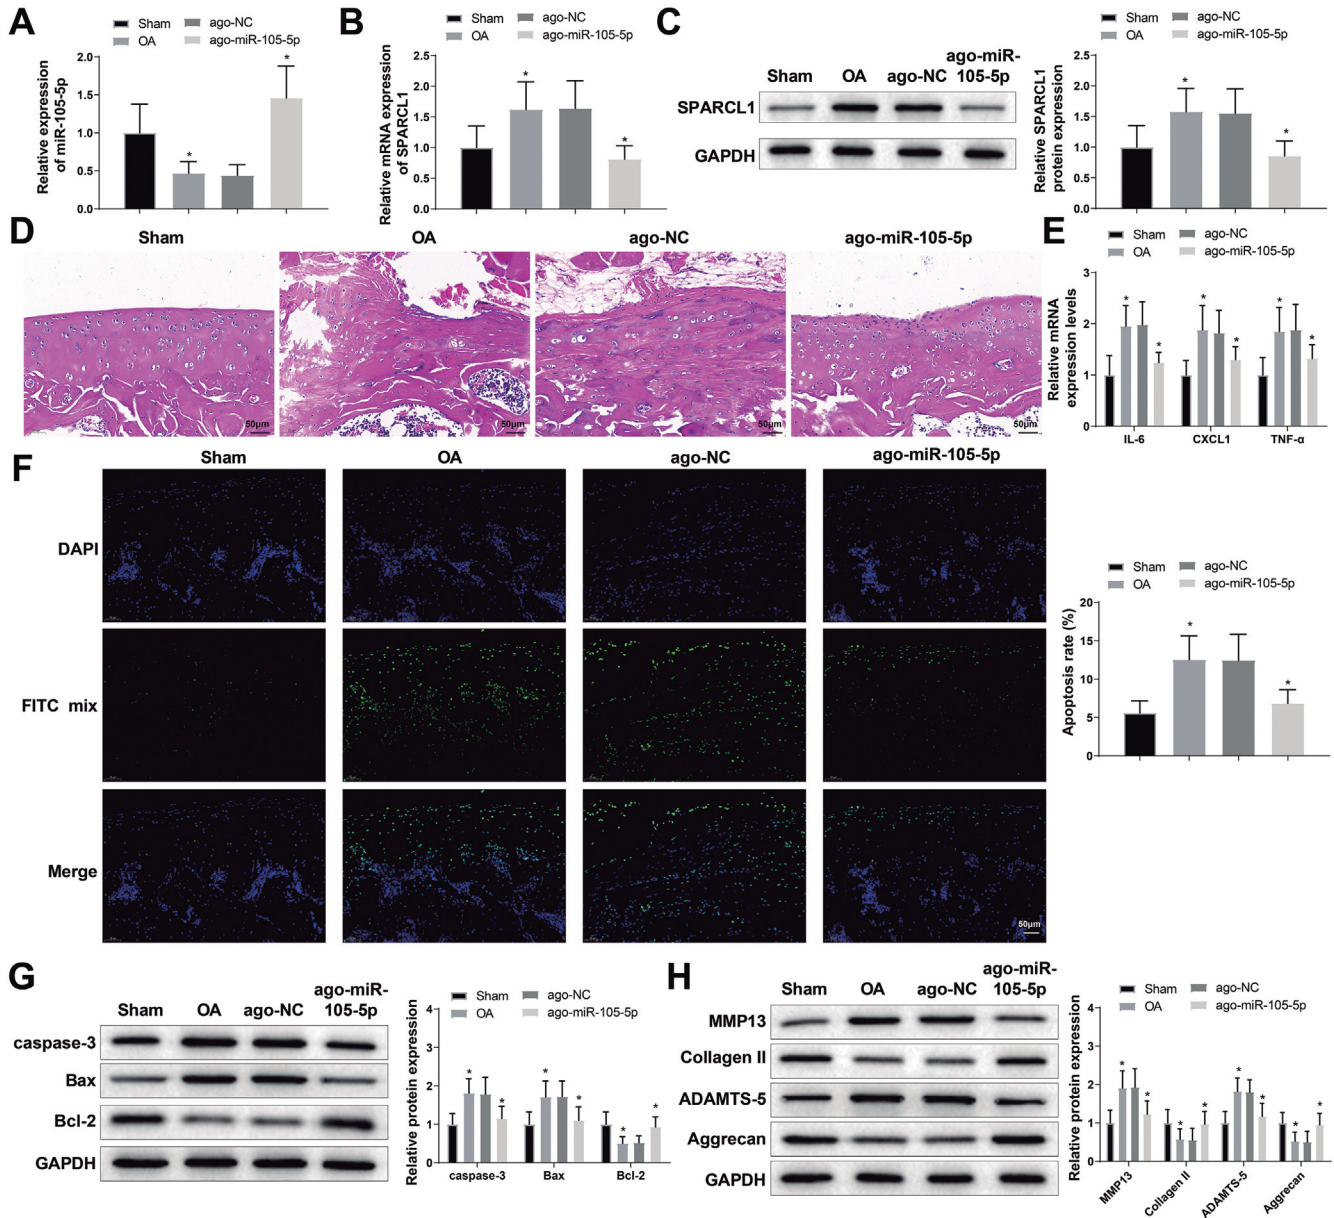 A
Sham
ago-NC
OA
ago-miR-105-5p
Relative expression
of miR-105-5p
2.0
1.5
1.0
0.5
0.0
*
*
B
Sham
ago-NC
OA
ago-miR-105-5p
Relative mRNA expression
of SPARCL1
2.5
2.0
1.5
1.0
0.5
0.0
*
*
C
Sham
OA
ago-NC
ago-miR-
105-5p
SPARCL1
GAPDH
Sham
ago-NC
OA
ago-miR-105-5p
Relative SPARCL1
protein expression
2.5
2.0
1.5
1.0
0.5
0.0
*
*
D
Sham
OA
ago-NC
ago-miR-105-5p
50μm
50μm
50μm
50μm
E
Sham
ago-NC
OA
ago-miR-105-5p
Relative mRNA
expression levels
3
2
1
0
* * * * * *
IL-6 CXCL1 TNF-α
F
Sham
OA
ago-NC
ago-miR-105-5p
DAPI
FITC mix
Merge
50μm
Sham
ago-NC
OA
ago-miR-105-5p
Apoptosis rate (%)
20
15
10
5
0
*
*
G
Sham
OA
ago-NC
ago-miR-
105-5p
caspase-3
Bax
Bcl-2
GAPDH
Sham
ago-NC
OA
ago-miR-105-5p
Relative protein expression
4
3
2
1
0
* * * * * *
caspase-3 Bax Bcl-2
H
Sham
OA
ago-NC
ago-miR-
105-5p
MMP13
Collagen II
ADAMTS-5
Aggrecan
GAPDH
Sham
ago-NC
OA
ago-miR-105-5p
Relative protein expression
4
3
2
1
0
* * * * * * * *
MMP13 Collagen II ADAMTS-5 Aggrecan